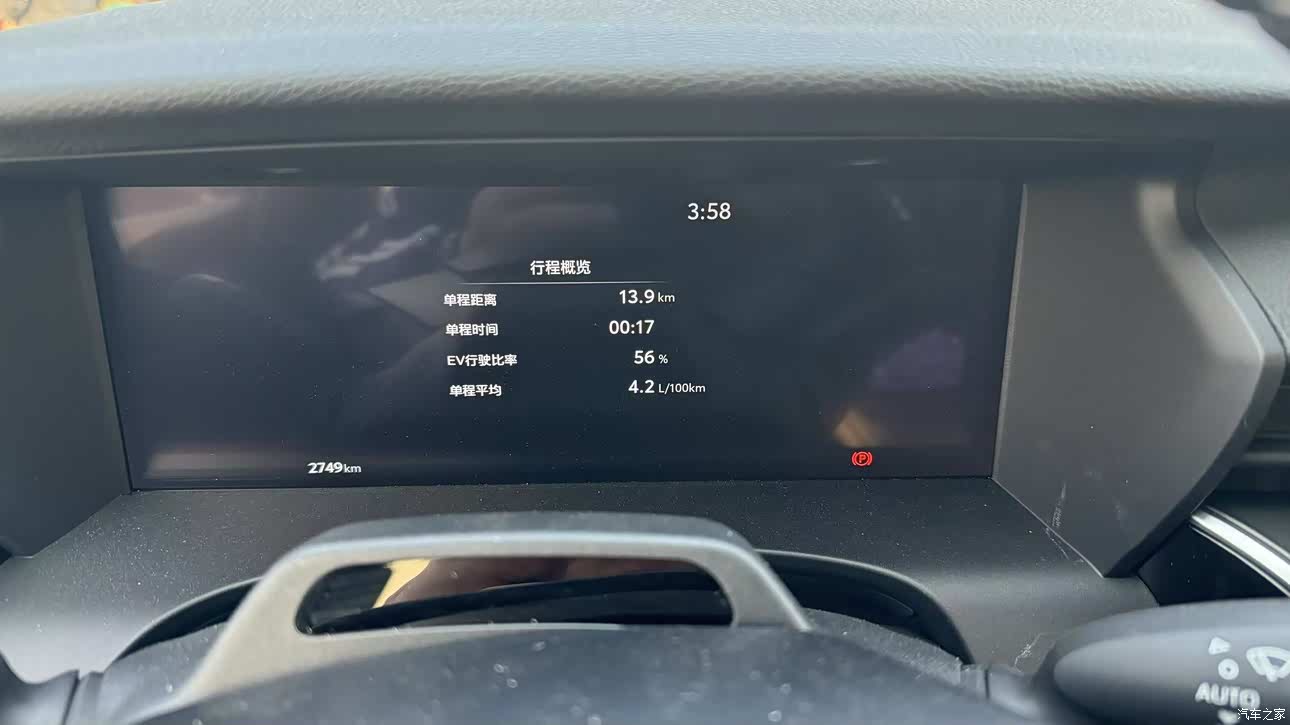 3:58
行程概览
单程距离 13.9 km
单程时间 00:17
EV行驶比率 56 %
单程平均 4.2 L/100km
2749km
P
AUTO
汽车之家